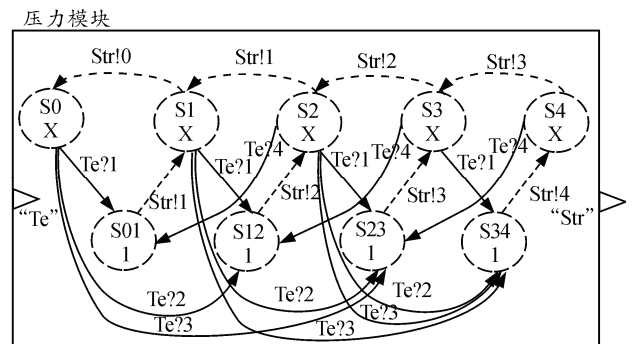 压力模块
Str!0
Str!1
Str!2
Str!3
S0
X
S1
X
S2
X
S3
X
S4
X
Te?1
Te?1
Te?4
Te?1
Te?4
Te?1
Te?4
Str!1
Str!2
Str!3
Str!4
"Te"
"Str"
S01
1
S12
1
S23
1
S34
1
Te?2
Te?2
Te?2
Te?3
Te?3
Te?3